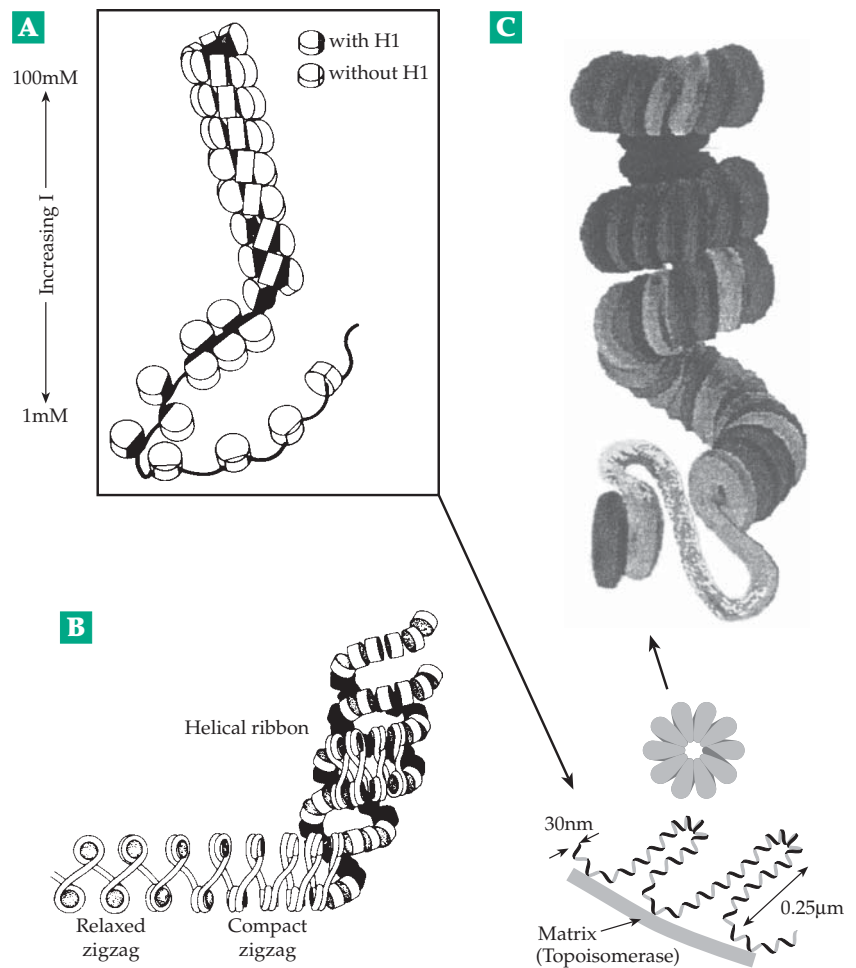 A
with H1
without H1
100mM
Increasing I
1mM
B
Helical ribbon
Relaxed
zigzag
Compact
zigzag
C
30nm
0.25µm
Matrix
(Topoisomerase)